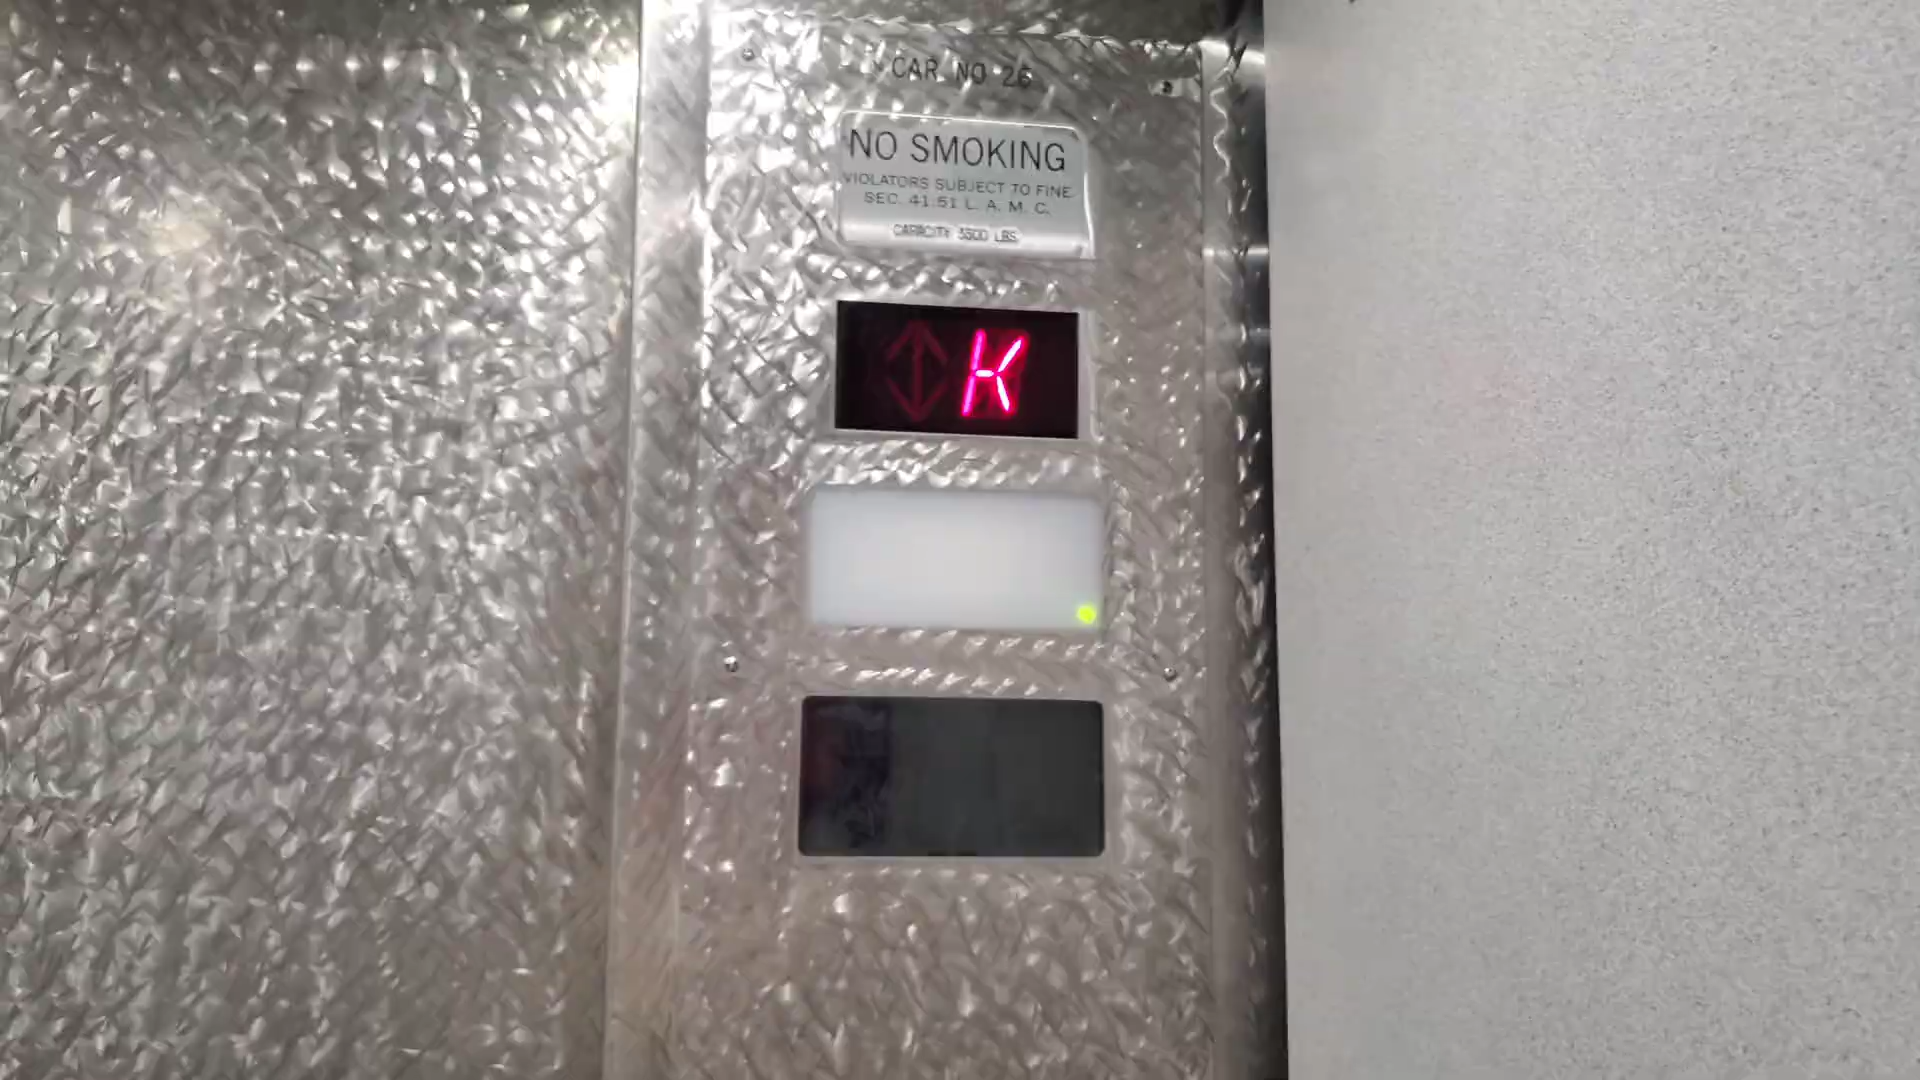 CAR NO 26
NO SMOKING
VIOLATORS SUBJECT TO FINE
SEC. 41.51 L. A. M. C.
CAPACITY 3500 LBS
K